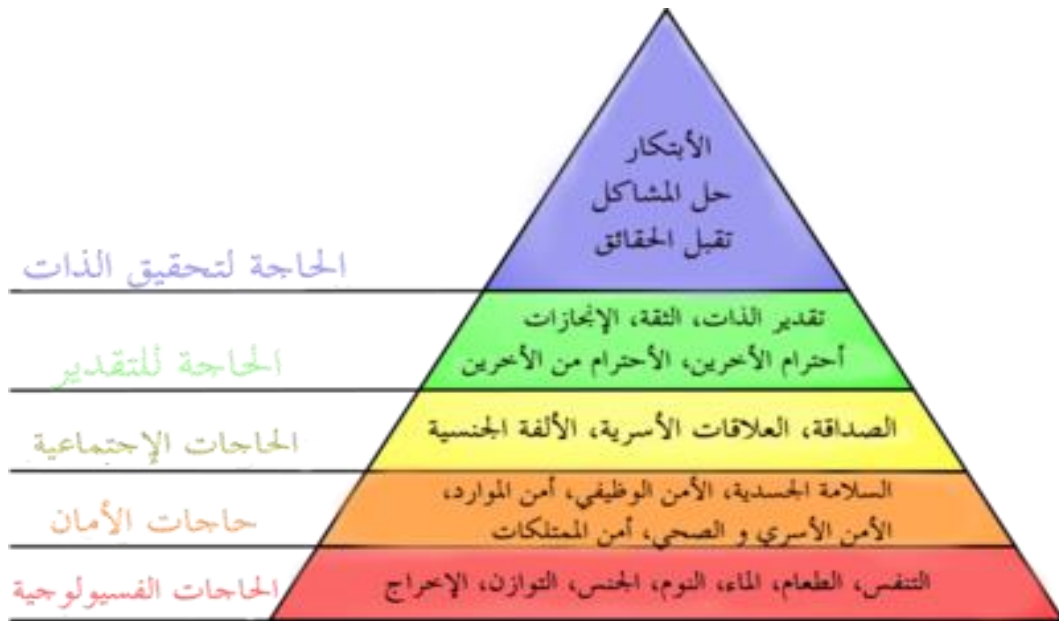 الأبتكار
حل المشاكل
تقبل الحقائق
الحاجة لتحقيق الذات
تقدير الذات، الثقة، الإنجازات
أحترام الأخرين، الأحترام من الأخرين
الحاجة للتقدير
الصداقة، العلاقات الأسرية، الألفة الجنسية
الحاجات الإجتماعية
السلامة الجسدية، الأمن الوظيفي، أمن الموارد،
الأمن الأسري و الصحي، أمن الممتلكات
حاجات الأمان
التنفس، الطعام، الماء، النوم، الجنس، التوازن، الإخراج
الحاجات الفسيولوجية